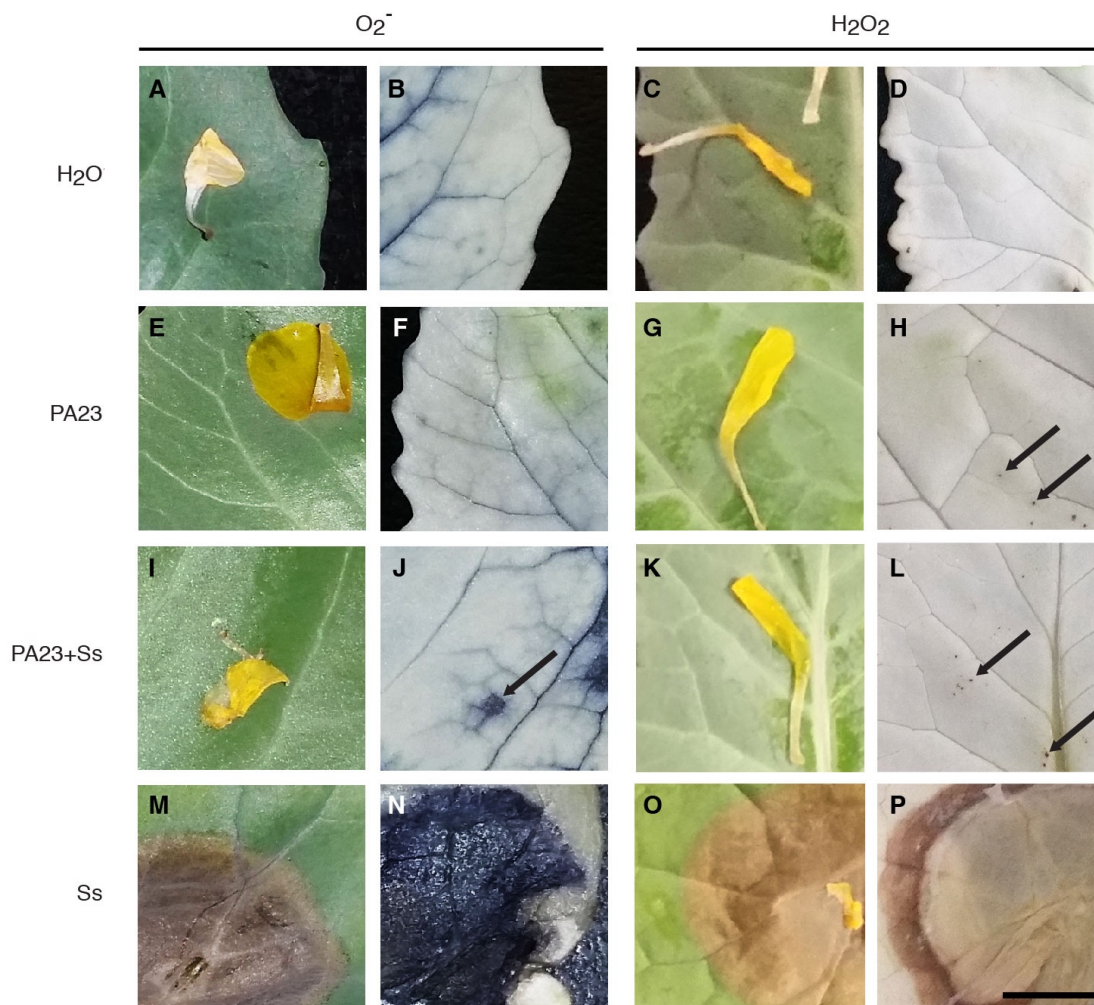 O₂⁻ H₂O₂
H₂O A B C D
PA23 E F G H
PA23+Ss I J K L
Ss M N O P